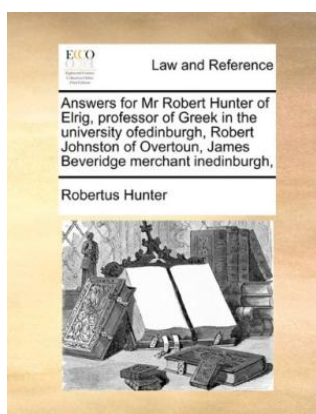 ECCO
Law and Reference
Answers for Mr Robert Hunter of
Elrig, professor of Greek in the
university ofedinburgh, Robert
Johnston of Overtoun, James
Beveridge merchant inedinburgh,
Robertus Hunter